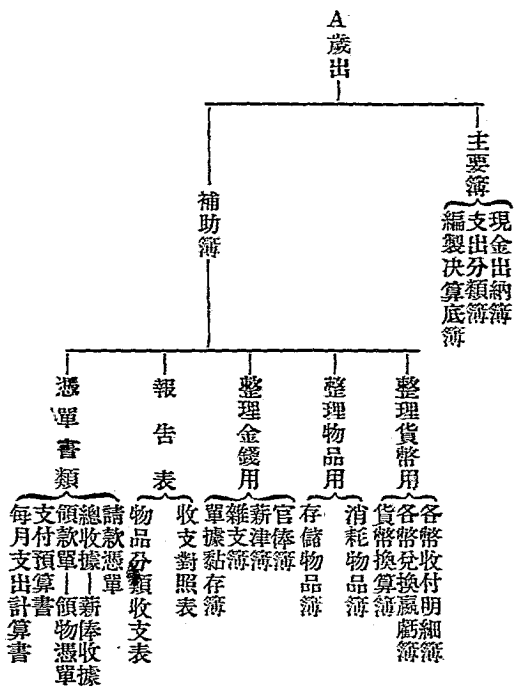 A歲出
主要簿
現金出納簿
支出分類簿
編製決算底簿
補助簿
整理貨幣用
各幣收付明細簿
各幣兌換贏虧簿
貨幣換算簿
整理物品用
消耗物品簿
存儲物品簿
整理金錢用
官俸簿
薪津簿
雜支簿
單據黏存簿
報告表
收支對照表
物品分類收支表
憑單書類
請款憑單
總收據—薪俸收據
領款單—領物憑單
支付預算書
每月支出計算書